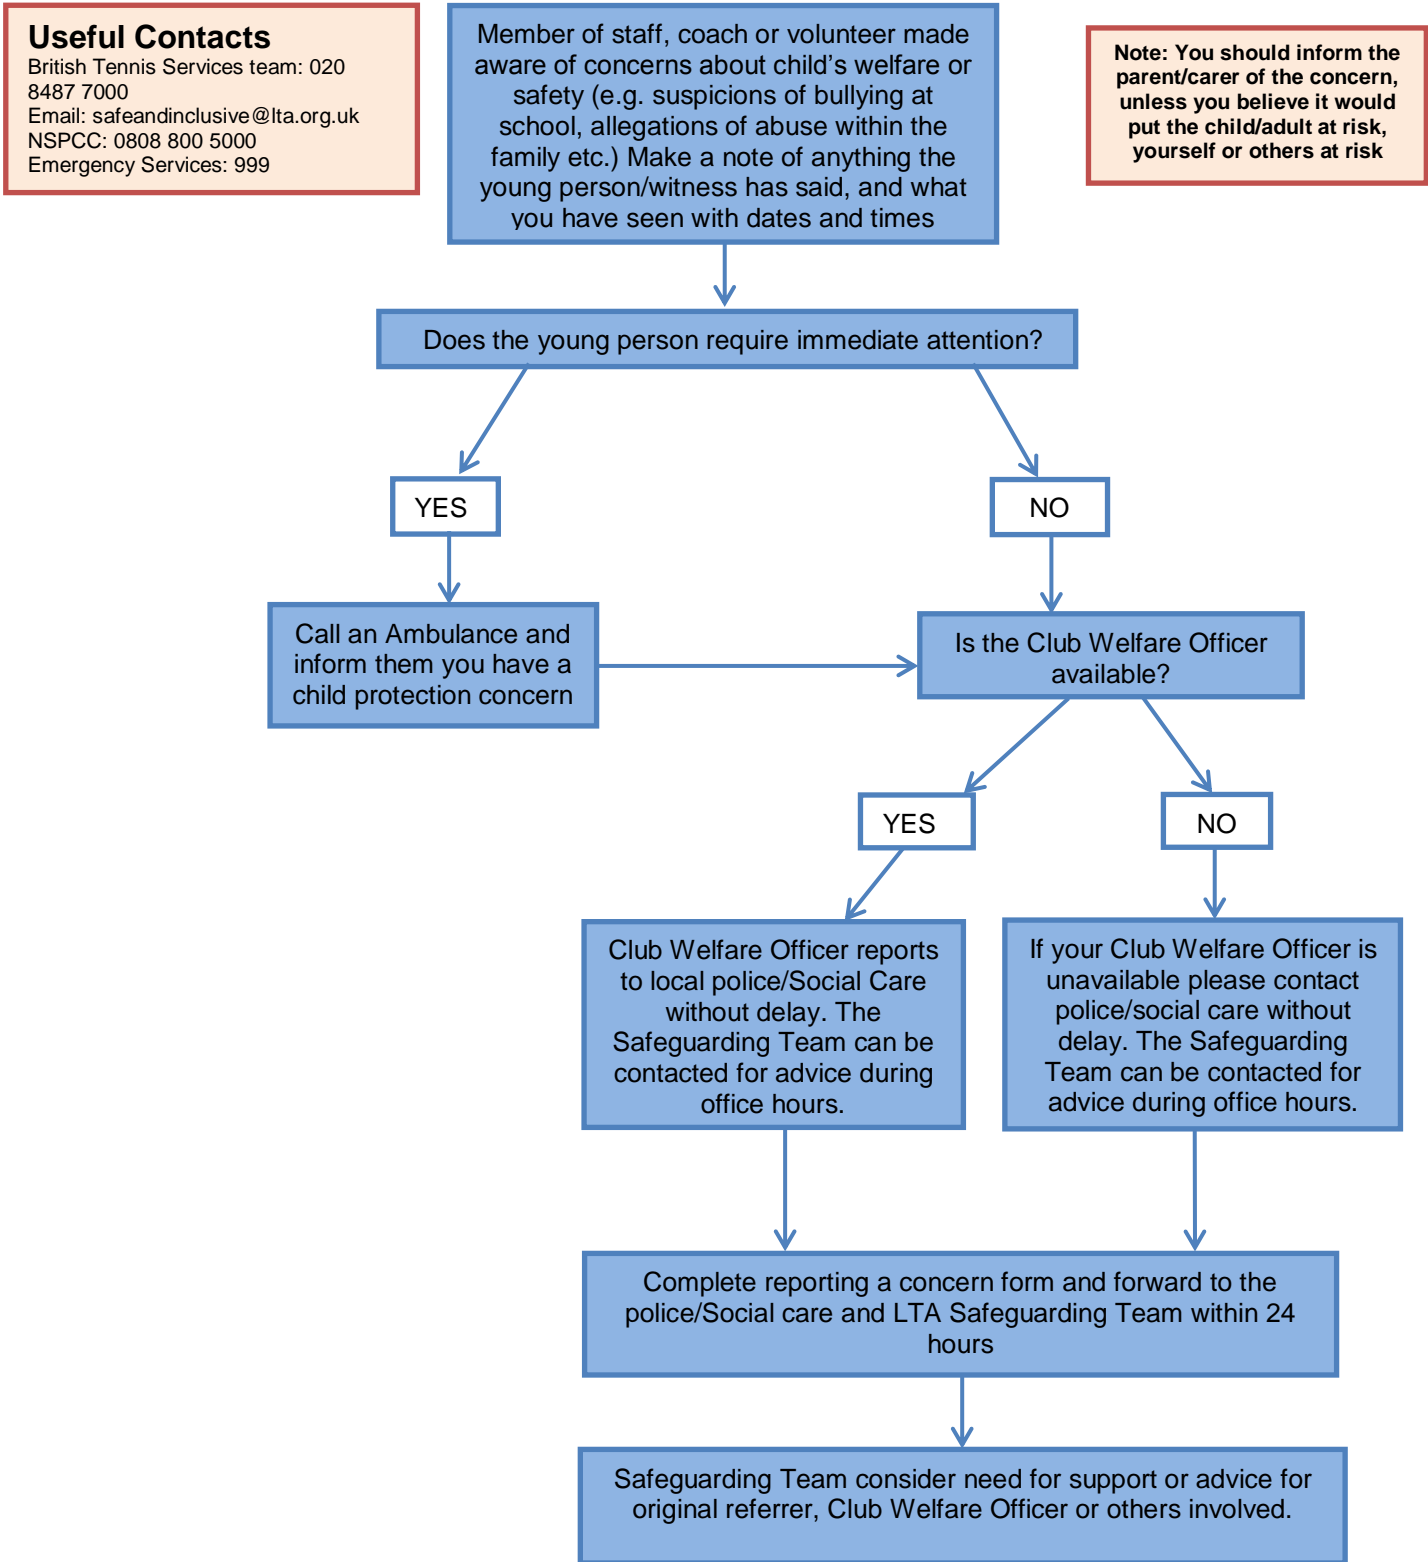 Useful Contacts
British Tennis Services team: 020
8487 7000
Email: safeandinclusive@lta.org.uk
NSPCC: 0808 800 5000
Emergency Services: 999
Member of staff, coach or volunteer made
aware of concerns about child’s welfare or
safety (e.g. suspicions of bullying at
school, allegations of abuse within the
family etc.) Make a note of anything the
young person/witness has said, and what
you have seen with dates and times
Note: You should inform the
parent/carer of the concern,
unless you believe it would
put the child/adult at risk,
yourself or others at risk
Does the young person require immediate attention?
YES
NO
Call an Ambulance and
inform them you have a
child protection concern
Is the Club Welfare Officer
available?
YES
NO
Club Welfare Officer reports
to local police/Social Care
without delay. The
Safeguarding Team can be
contacted for advice during
office hours.
If your Club Welfare Officer is
unavailable please contact
police/social care without
delay. The Safeguarding
Team can be contacted for
advice during office hours.
Complete reporting a concern form and forward to the
police/Social care and LTA Safeguarding Team within 24
hours
Safeguarding Team consider need for support or advice for
original referrer, Club Welfare Officer or others involved.